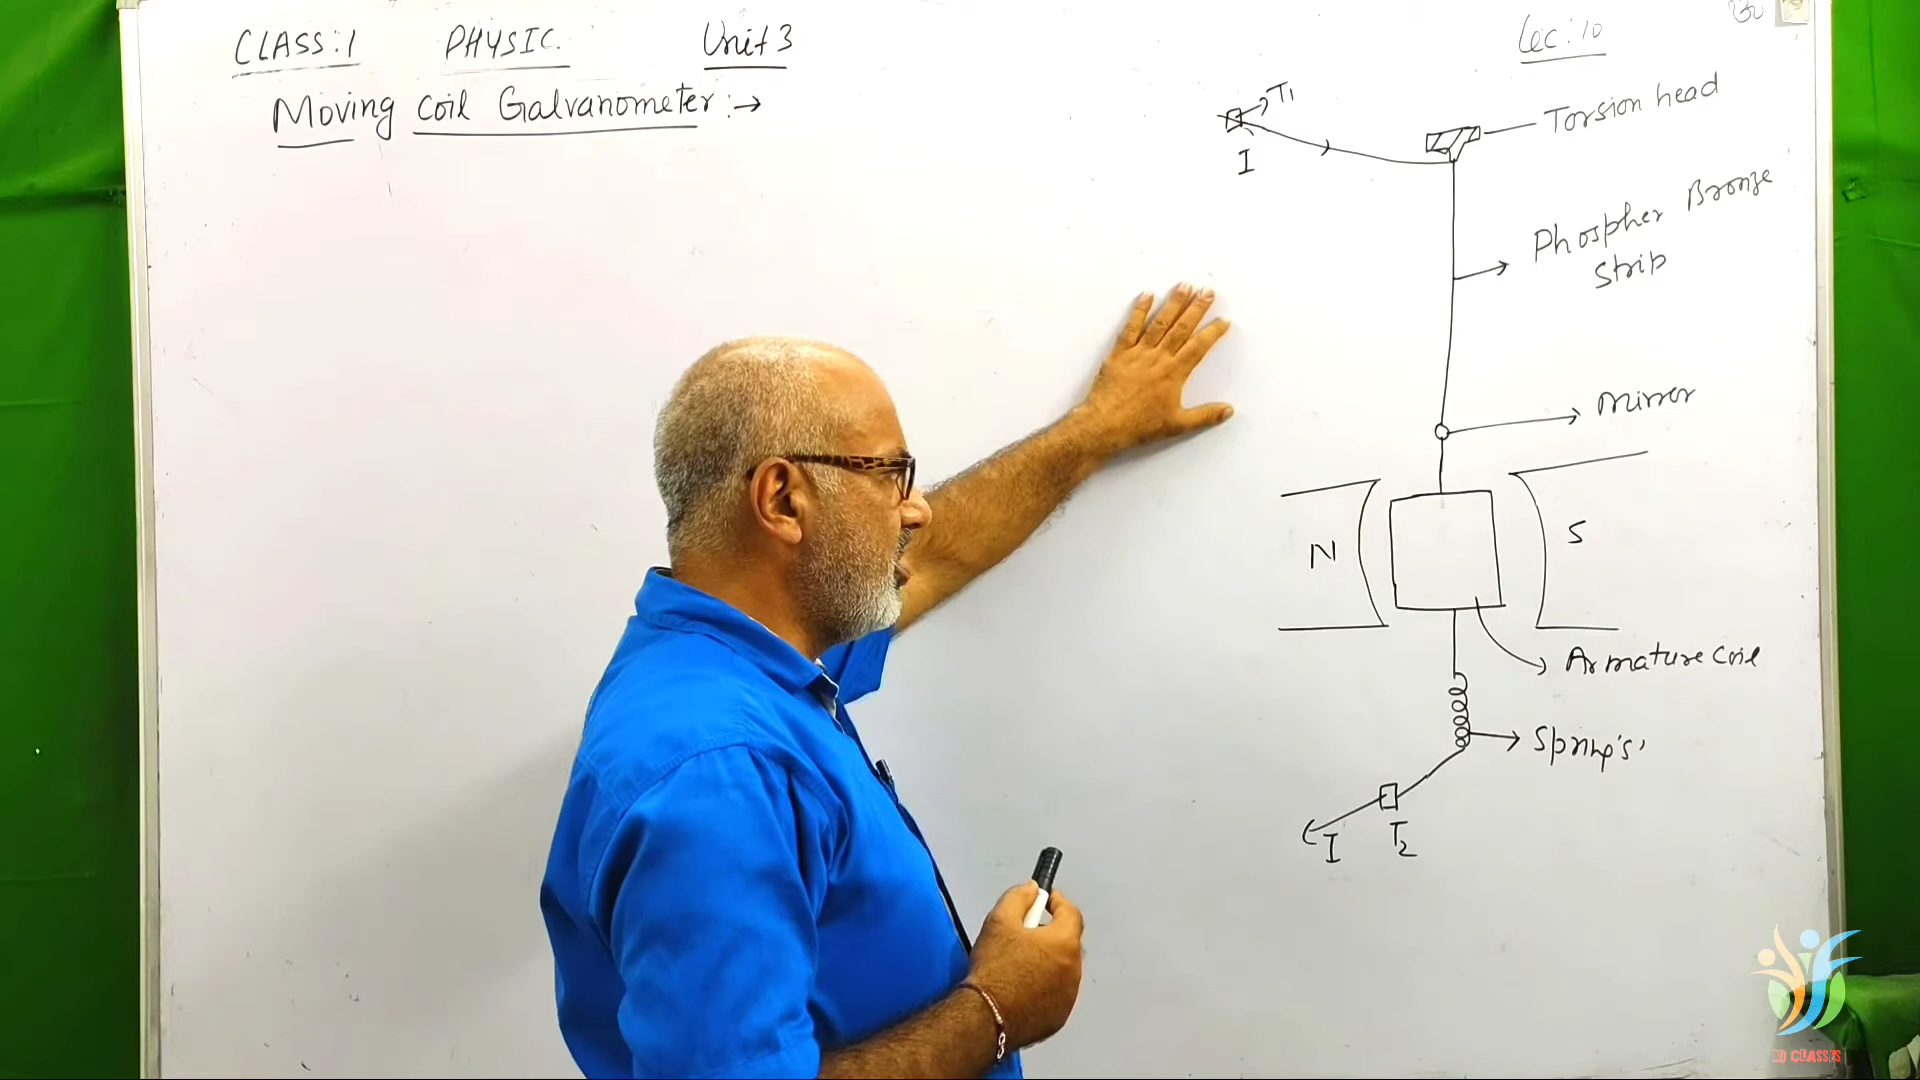 CLASS:1 PHYSIC. Unit 3 Lec:10
Moving coil Galvanometer:→
T1
I
Torsion head
Phospher Bronze
Strip
Mirror
N
S
Armature coil
Spring's'
T2
I